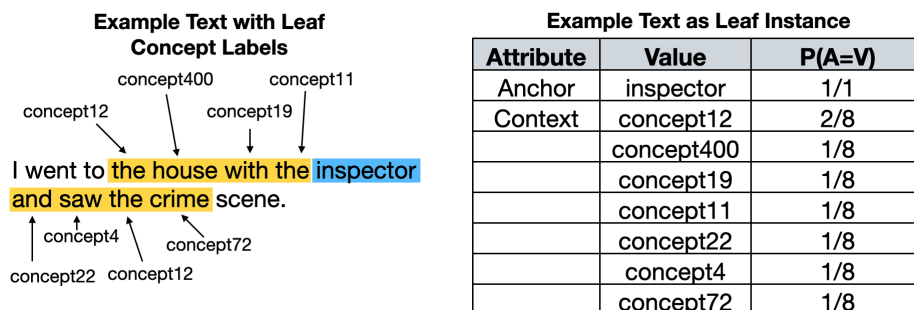 Example Text with Leaf
Concept Labels
concept400
concept11
concept12
concept19
I went to the house with the inspector
and saw the crime scene.
concept4
concept72
concept22
concept12
Example Text as Leaf Instance
Attribute Value P(A=V)
Anchor inspector 1/1
Context concept12 2/8
concept400 1/8
concept19 1/8
concept11 1/8
concept22 1/8
concept4 1/8
concept72 1/8